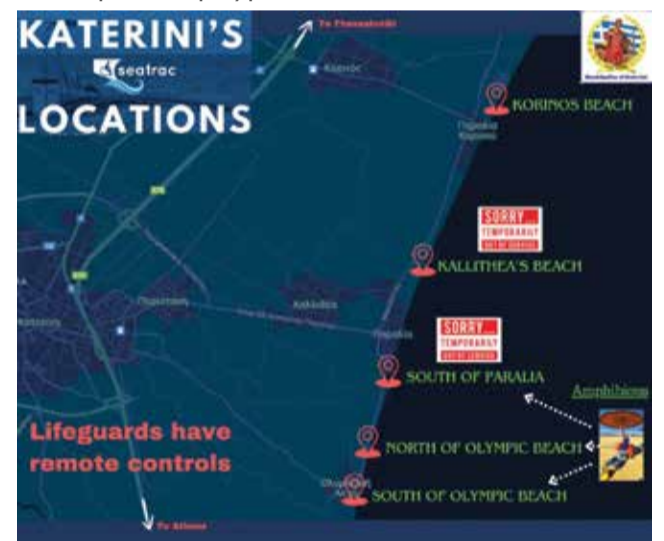 KATERINI'S
seatrac
LOCATIONS
To Thessaloniki
KORINOS BEACH
SORRY...
TEMPORARILY
OUT OF SERVICE
KALLITHEA'S BEACH
SORRY...
TEMPORARILY
OUT OF SERVICE
SOUTH OF PARALIA
Amphibious
Lifeguards have
remote controls
NORTH OF OLYMPIC BEACH
SOUTH OF OLYMPIC BEACH
To Athens